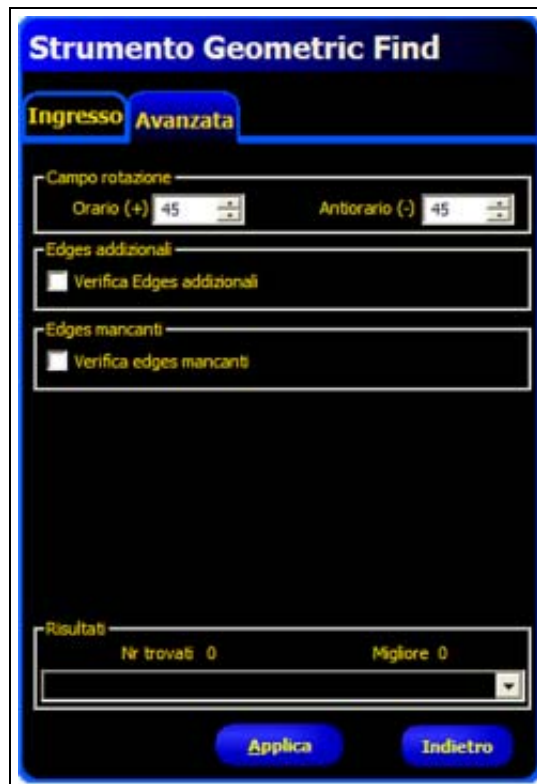 Strumento Geometric Find
Ingresso Avanzata
Campo rotazione
Orario (+) 45 Antiorario (-) 45
Edges addizionali
Verifica Edges addizionali
Edges mancanti
Verifica edges mancanti
Risultati
Nr trovati 0 Migliore 0
Applica Indietro